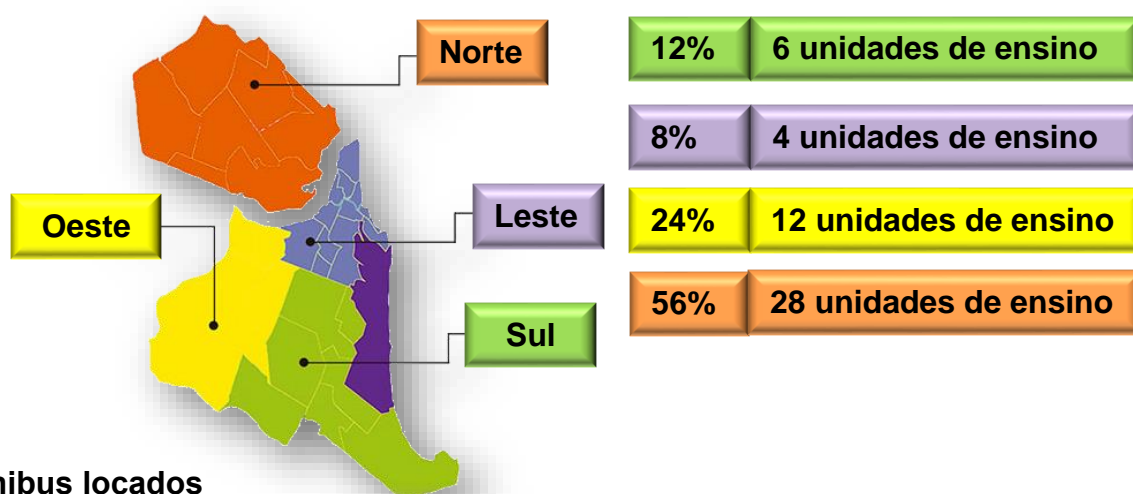 Norte
Oeste
Leste
Sul
12% 6 unidades de ensino
8% 4 unidades de ensino
24% 12 unidades de ensino
56% 28 unidades de ensino
locados